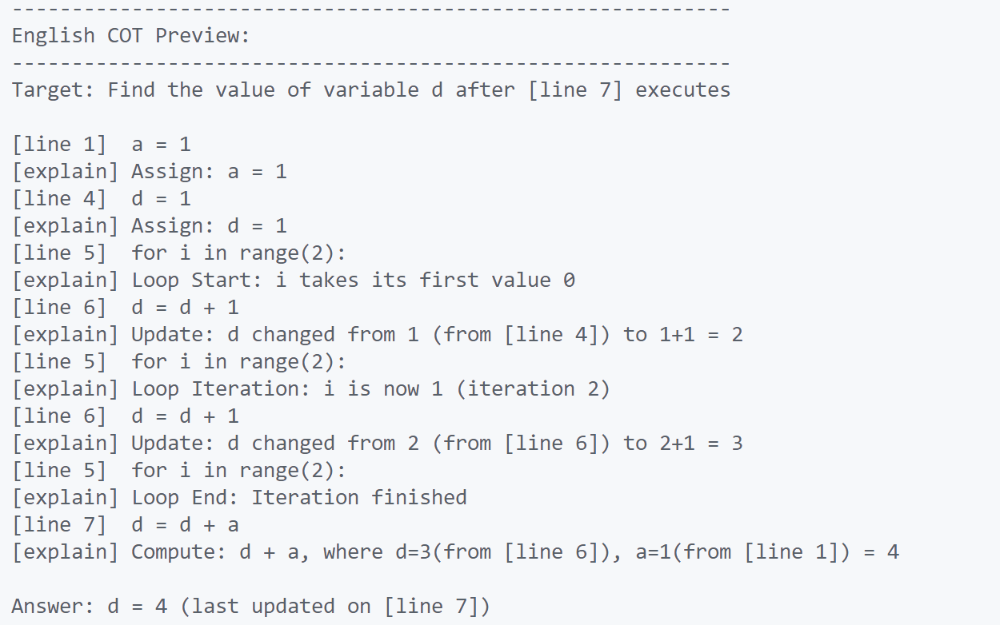 ------------------------------------------------------------
English COT Preview:
------------------------------------------------------------
Target: Find the value of variable d after [line 7] executes
[line 1]  a = 1
[explain] Assign: a = 1
[line 4]  d = 1
[explain] Assign: d = 1
[line 5]  for i in range(2):
[explain] Loop Start: i takes its first value 0
[line 6]  d = d + 1
[explain] Update: d changed from 1 (from [line 4]) to 1+1 = 2
[line 5]  for i in range(2):
[explain] Loop Iteration: i is now 1 (iteration 2)
[line 6]  d = d + 1
[explain] Update: d changed from 2 (from [line 6]) to 2+1 = 3
[line 5]  for i in range(2):
[explain] Loop End: Iteration finished
[line 7]  d = d + a
[explain] Compute: d + a, where d=3(from [line 6]), a=1(from [line 1]) = 4
Answer: d = 4 (last updated on [line 7])